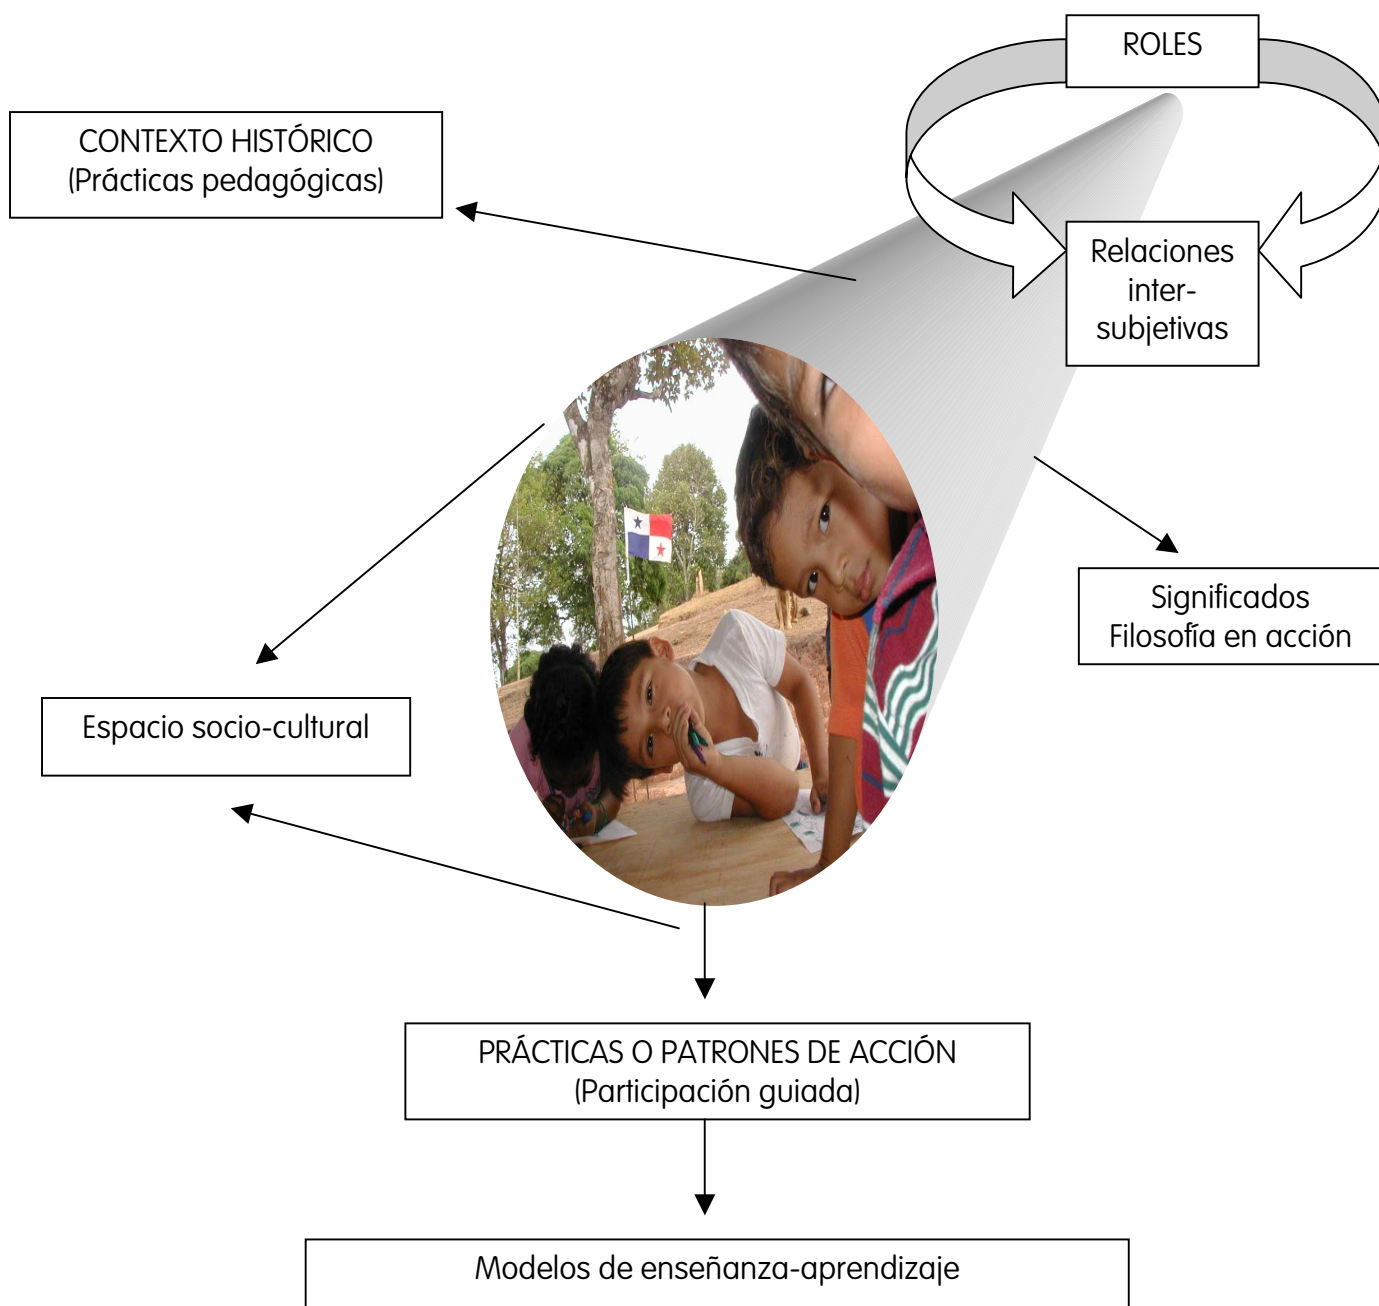 ROLES
CONTEXTO HISTÓRICO
(Prácticas pedagógicas)
Relaciones
inter-
subjetivas
Significados
Filosofía en acción
Espacio socio-cultural
PRÁCTICAS O PATRONES DE ACCIÓN
(Participación guiada)
Modelos de enseñanza-aprendizaje